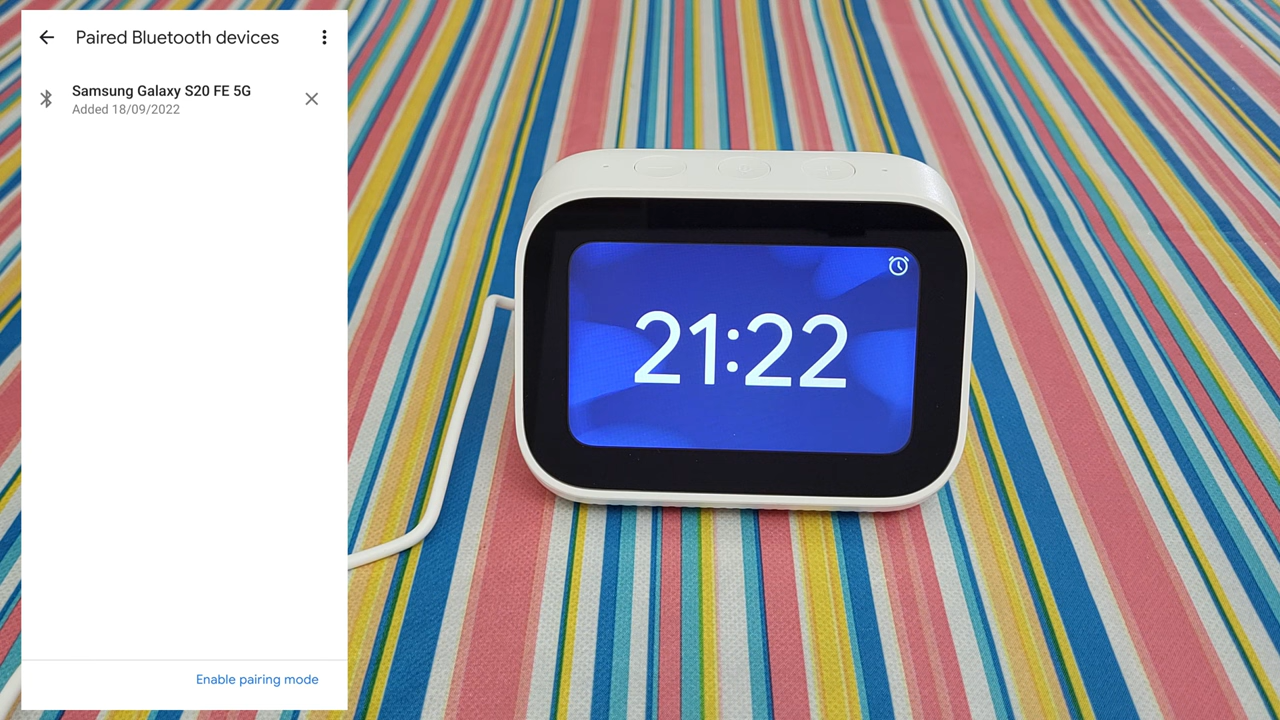 Paired Bluetooth devices
Samsung Galaxy S20 FE 5G
Added 18/09/2022
Enable pairing mode
21:22